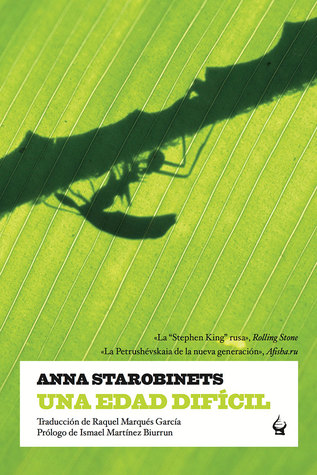 «La “Stephen King” rusa», Rolling Stone
«La Petrushévskaia de la nueva generación», Afisha.ru
ANNA STAROBINETS
UNA EDAD DIFÍCIL
Traducción de Raquel Marqués García
Prólogo de Ismael Martínez Biurrun